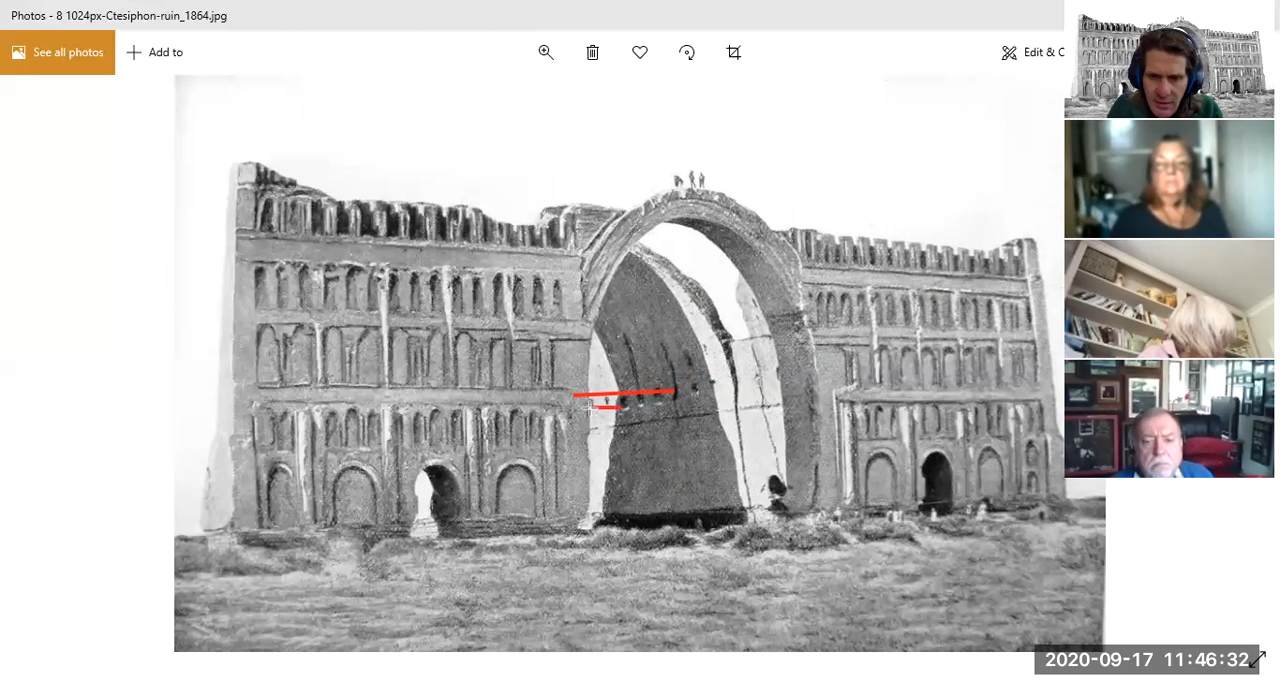 Photos - 8 1024px-Ctesiphon-ruin_1864.jpg
See all photos
Add to
Edit & C
2020-09-17 11:46:32